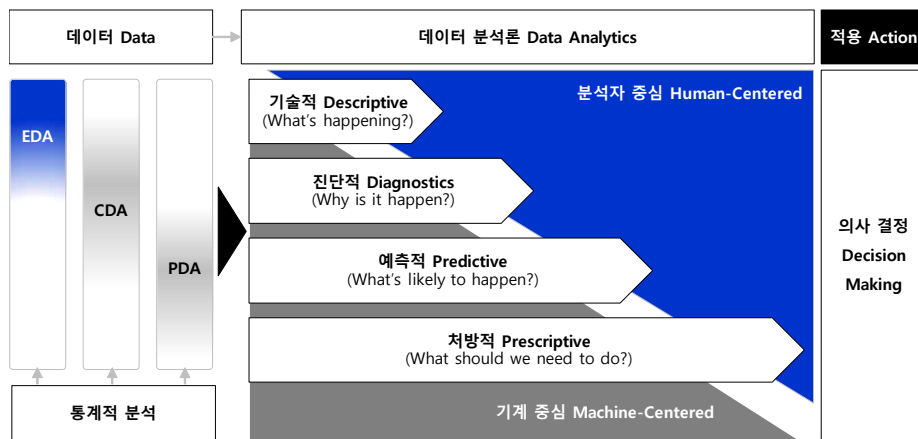 데이터 Data
데이터 분석론 Data Analytics
적용 Action
EDA
CDA
PDA
통계적 분석
분석자 중심 Human-Centered
기술적 Descriptive
(What's happening?)
진단적 Diagnostics
(Why is it happen?)
예측적 Predictive
(What's likely to happen?)
처방적 Prescriptive
(What should we need to do?)
기계 중심 Machine-Centered
의사 결정
Decision
Making